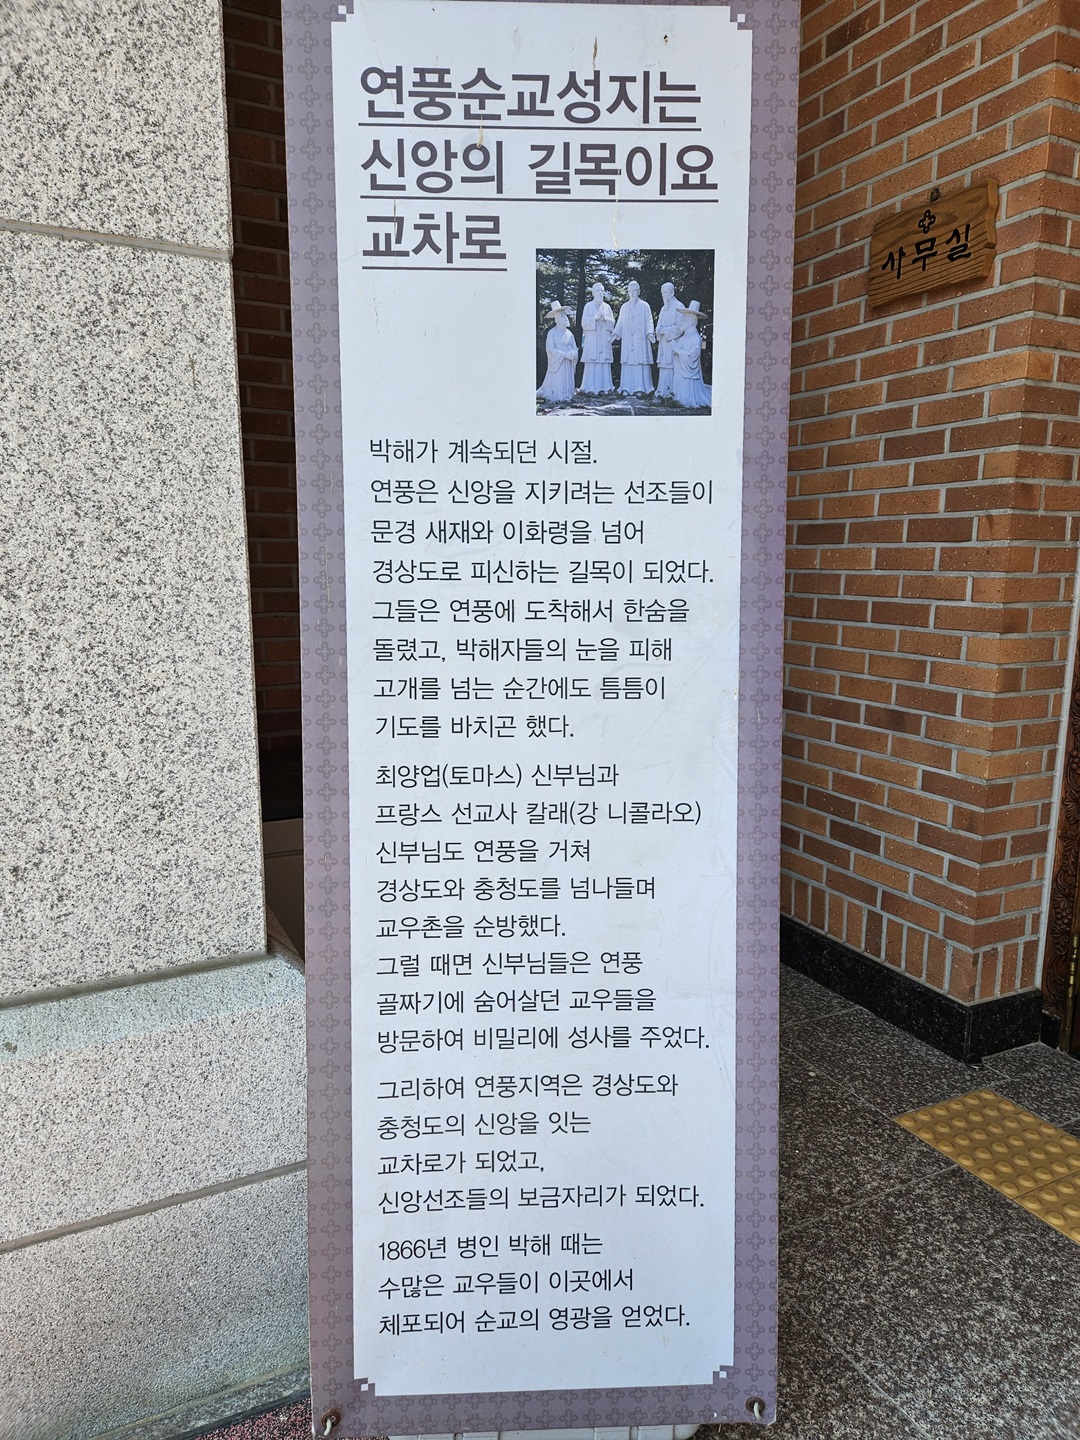 연풍순교성지는
신앙의 길목이요
교차로
사무실
박해가 계속되던 시절.
연풍은 신앙을 지키려는 선조들이
문경 새재와 이화령을 넘어
경상도로 피신하는 길목이 되었다.
그들은 연풍에 도착해서 한숨을
돌렸고, 박해자들의 눈을 피해
고개를 넘는 순간에도 틈틈이
기도를 바치곤 했다.
최양업(토마스) 신부님과
프랑스 선교사 칼래(강 니콜라오)
신부님도 연풍을 거쳐
경상도와 충청도를 넘나들며
교우촌을 순방했다.
그럴 때면 신부님들은 연풍
골짜기에 숨어살던 교우들을
방문하여 비밀리에 성사를 주었다.
그리하여 연풍지역은 경상도와
충청도의 신앙을 잇는
교차로가 되었고,
신앙선조들의 보금자리가 되었다.
1866년 병인 박해 때는
수많은 교우들이 이곳에서
체포되어 순교의 영광을 얻었다.